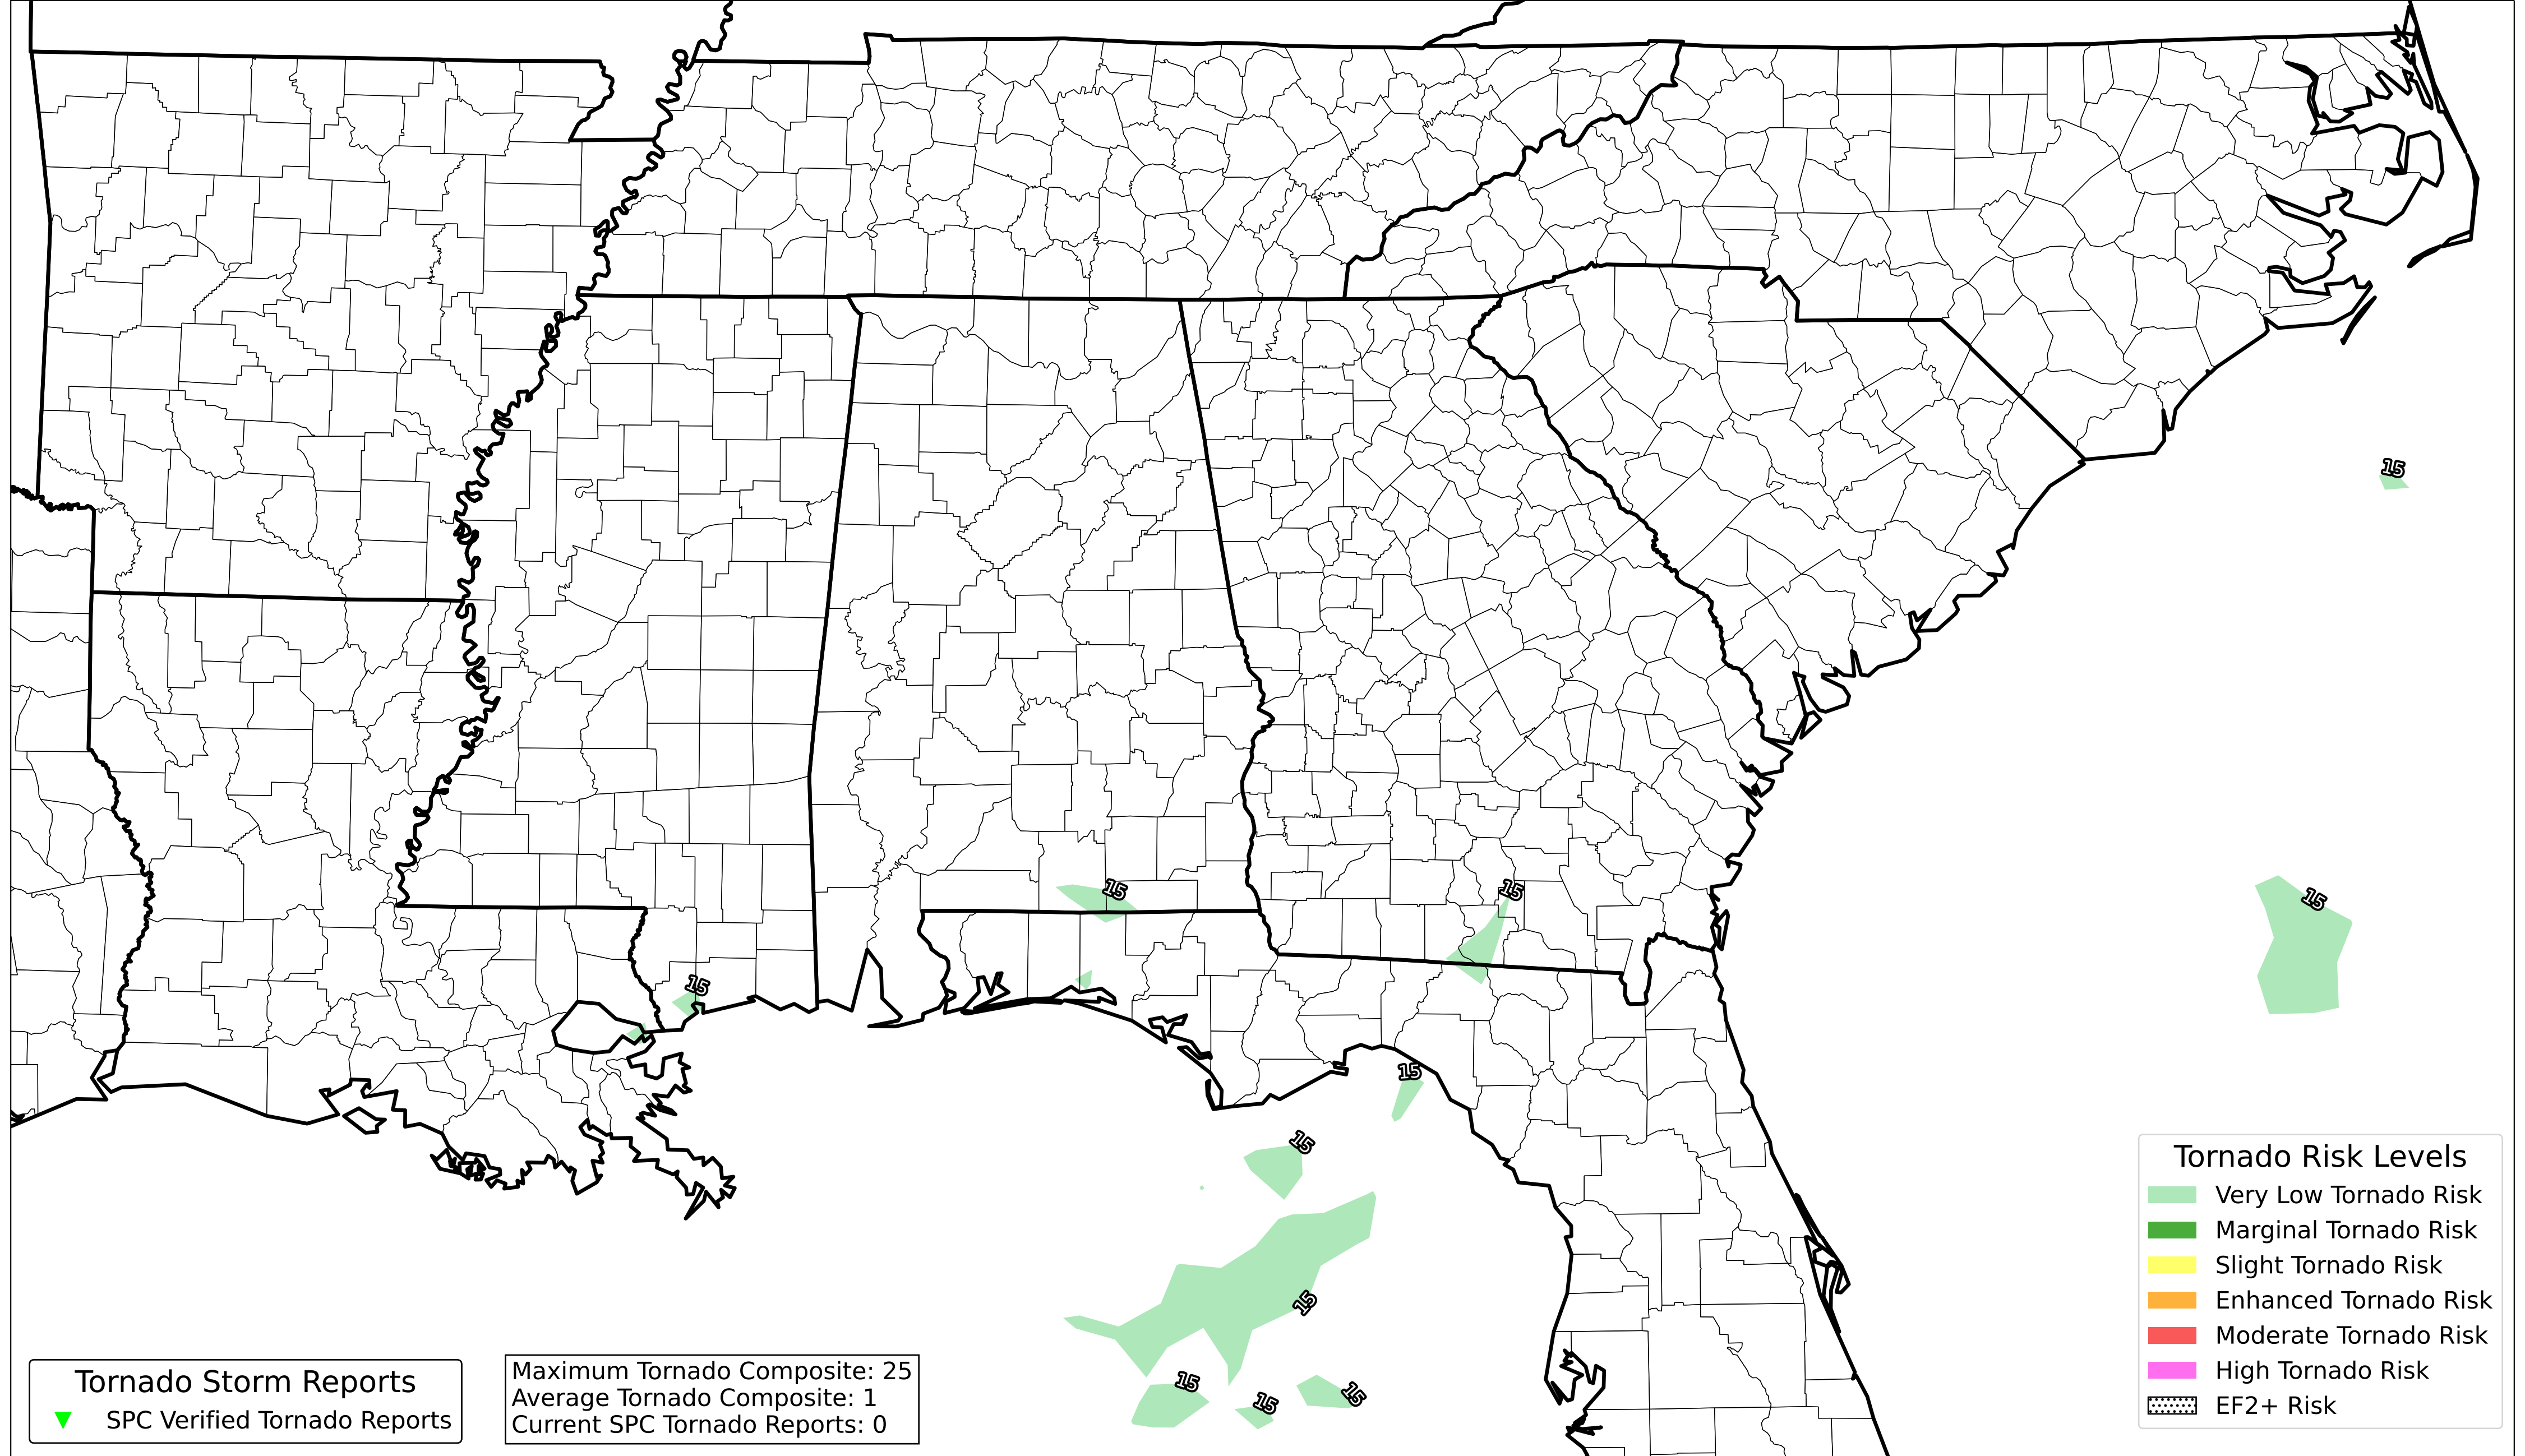 15
15
15
15
15
15
15
15
15
15
15
Tornado Risk Levels
Very Low Tornado Risk
Marginal Tornado Risk
Slight Tornado Risk
Enhanced Tornado Risk
Moderate Tornado Risk
High Tornado Risk
EF2+ Risk
Tornado Storm Reports
SPC Verified Tornado Reports
Maximum Tornado Composite: 25
Average Tornado Composite: 1
Current SPC Tornado Reports: 0